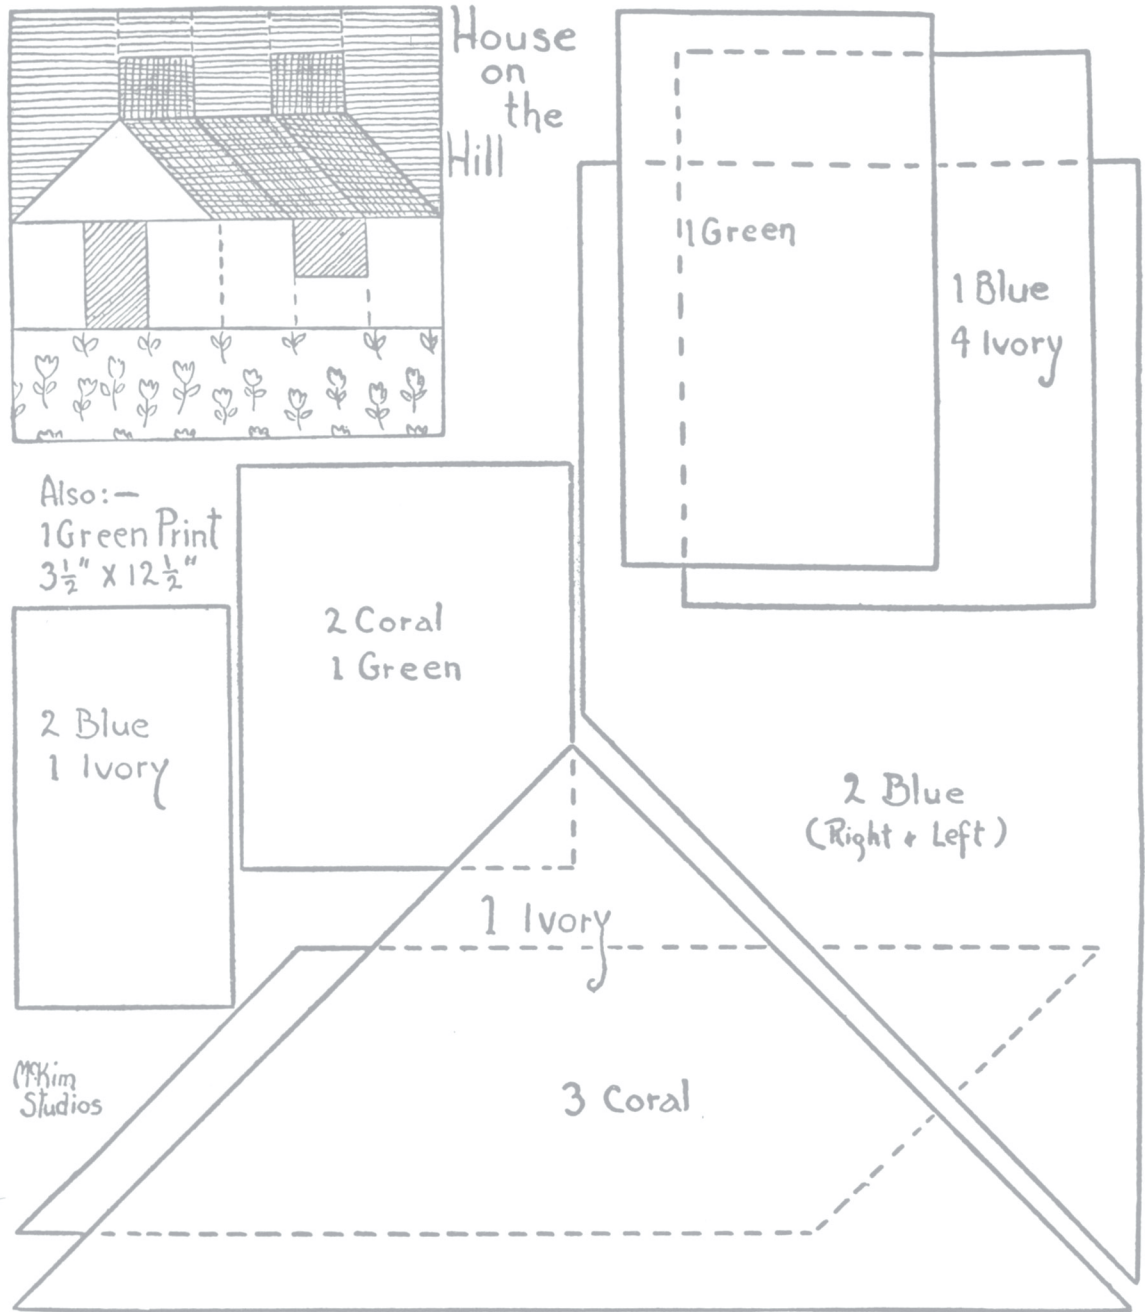 House
on
the
Hill
1 Green
1 Blue
4 Ivory
Also:—
1 Green Print
3½" X 12½"
2 Coral
1 Green
2 Blue
1 Ivory
2 Blue
(Right + Left)
1 Ivory
3 Coral
McKim
Studios